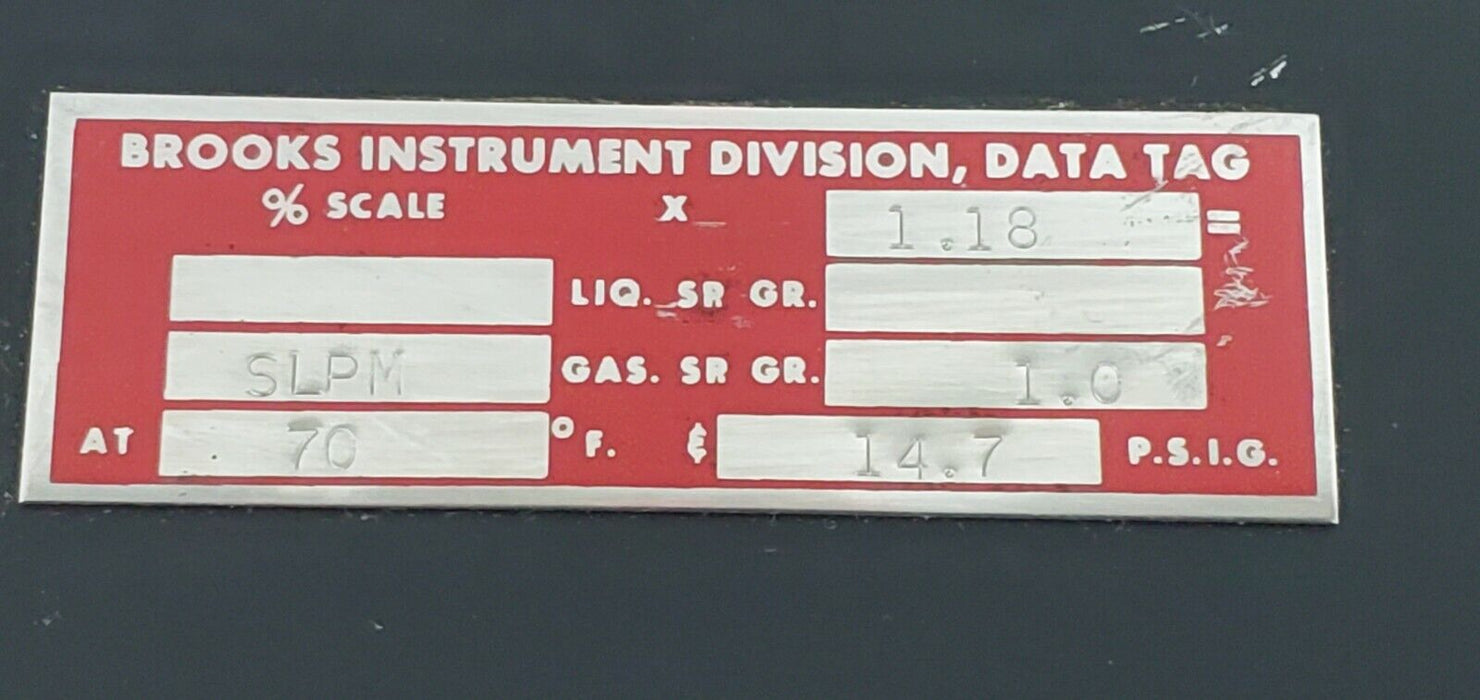 BROOKS INSTRUMENT DIVISION, DATA TAG
% SCALE X 1.18 =
LIQ. SR GR.
SLPM GAS. SR GR. 1.0
AT 70 °F. & 14.7 P.S.I.G.